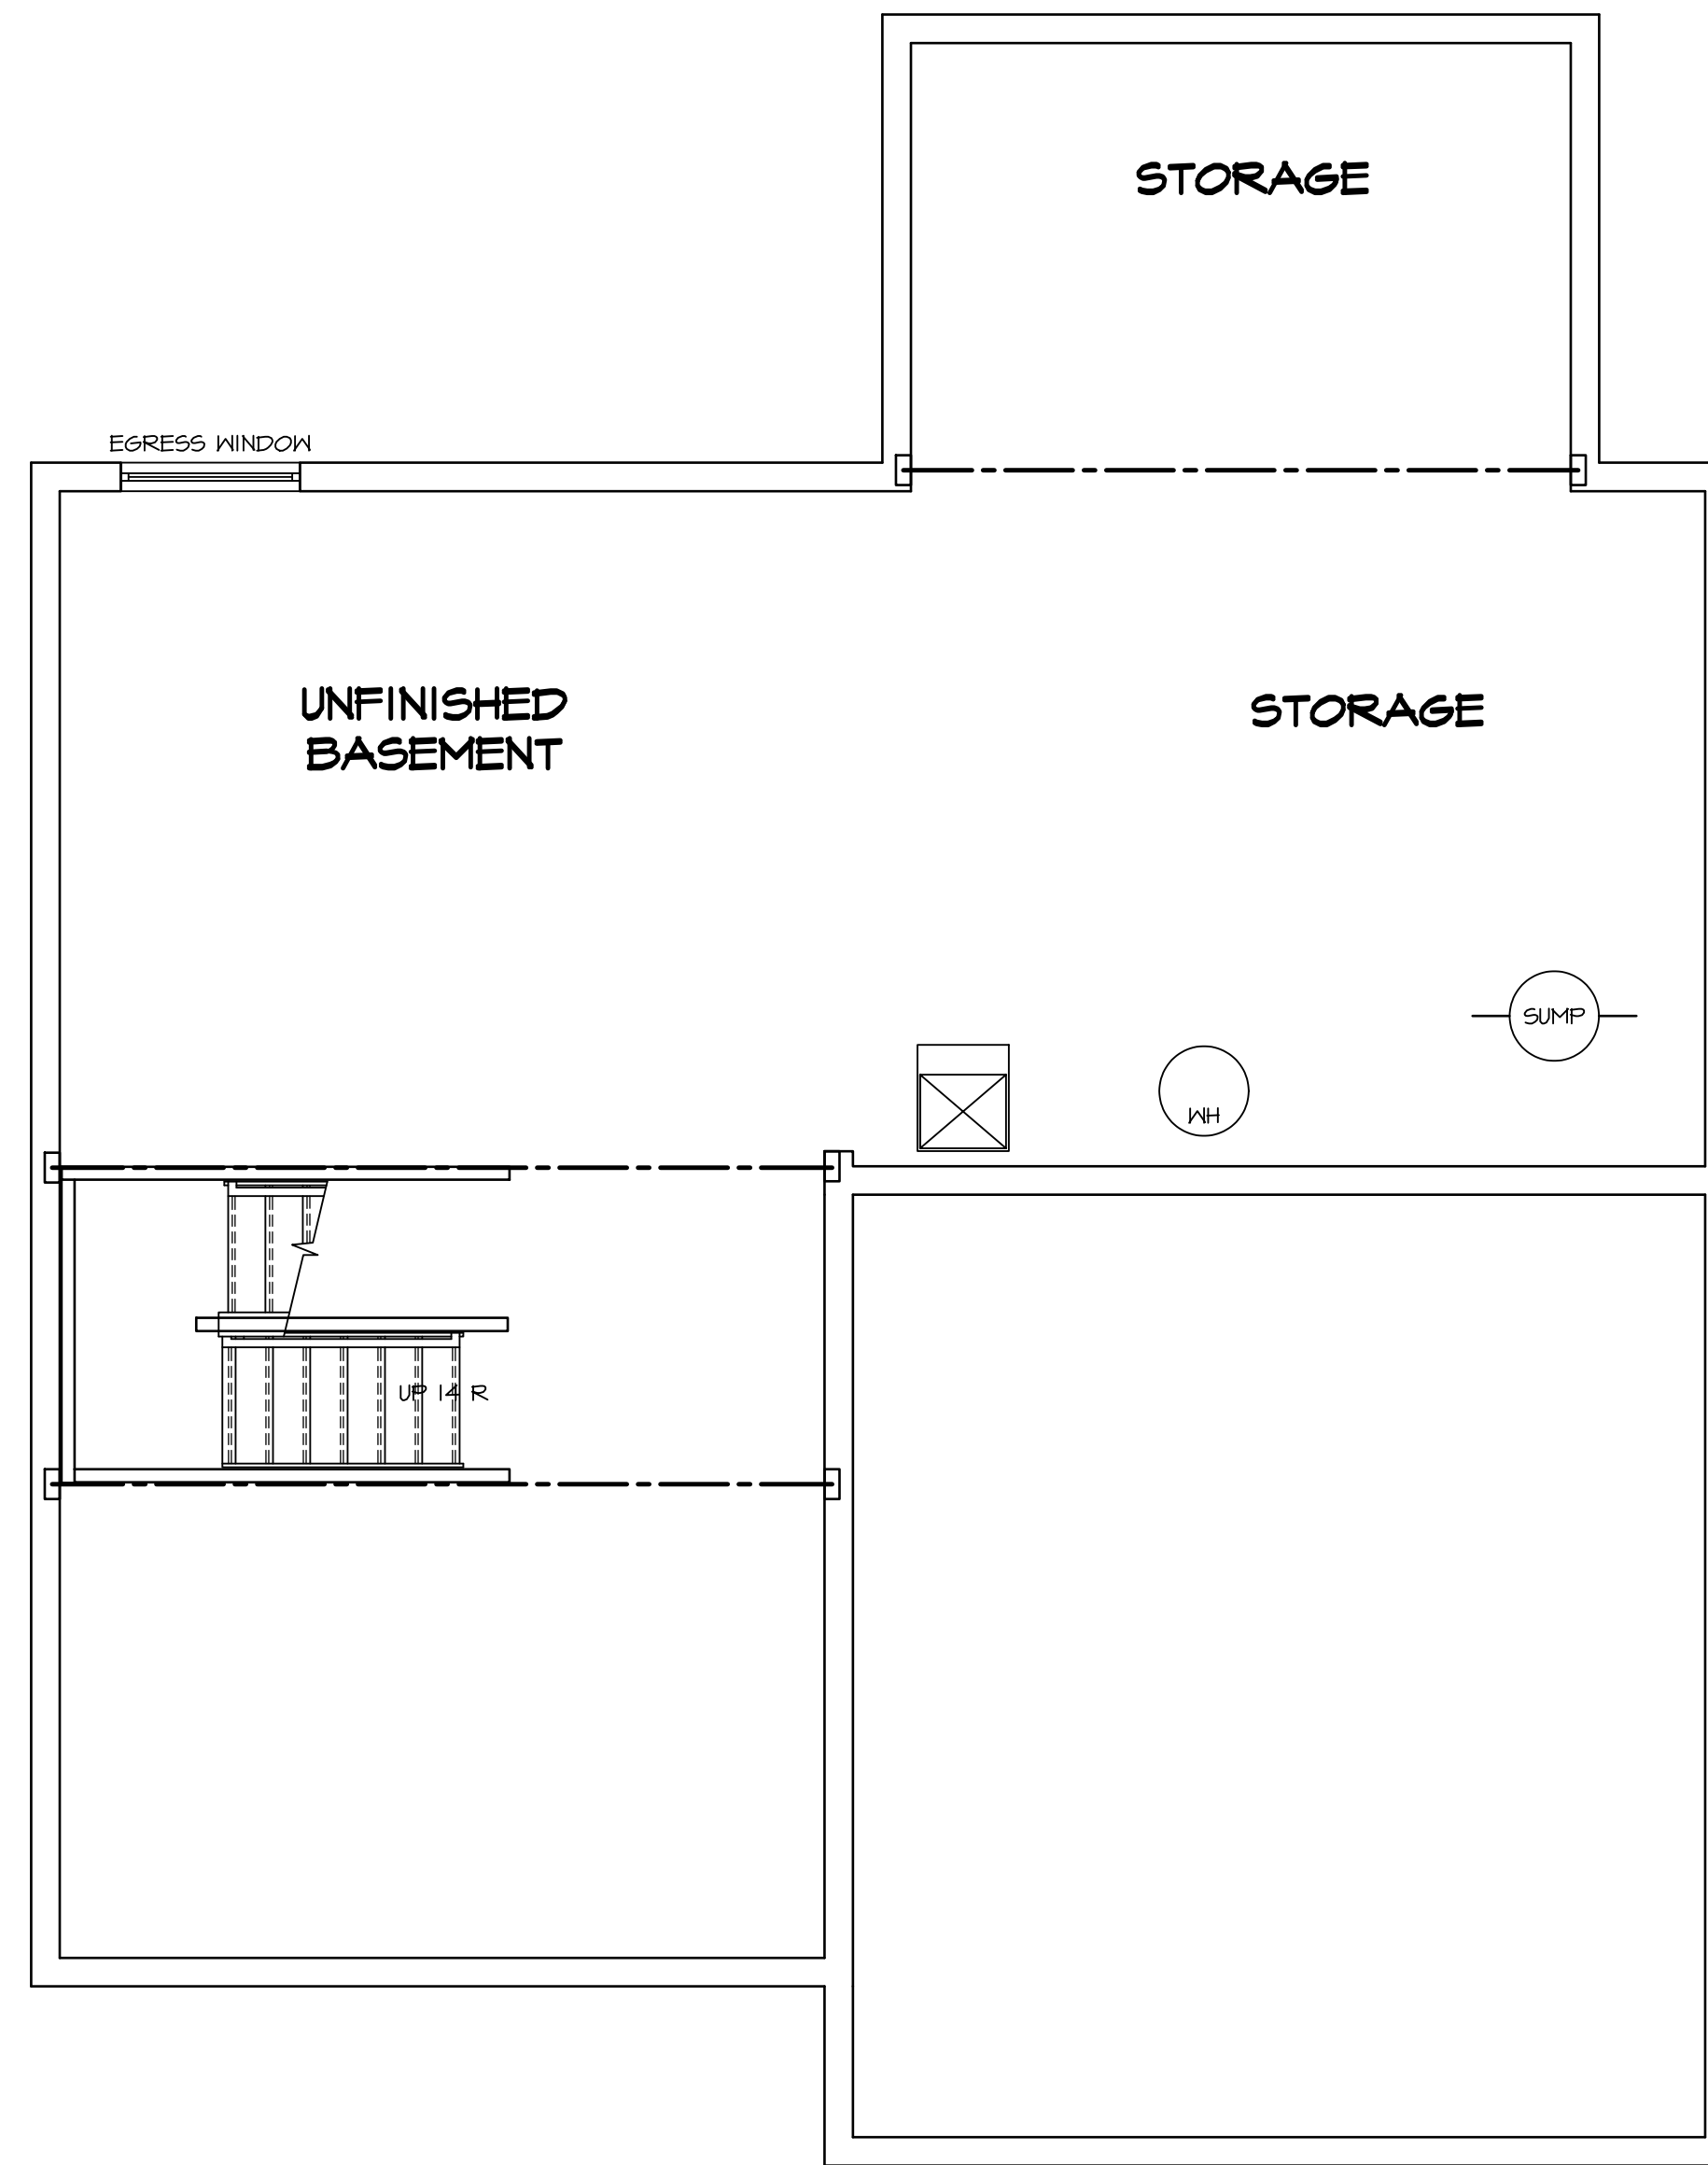 STORAGE
EGRESS WINDOW
UNFINISHED
BASEMENT
STORAGE
SUMP
WH
UP 14 R